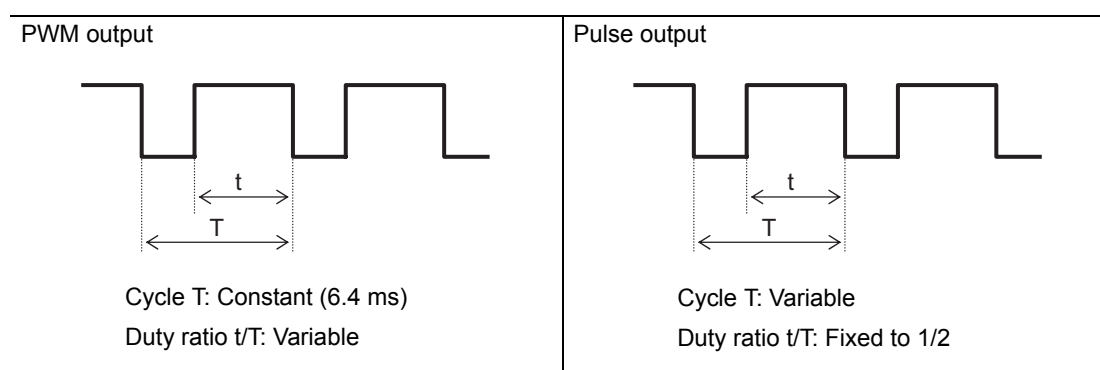 PWM output
t
T
Cycle T: Constant (6.4 ms)
Duty ratio t/T: Variable
Pulse output
t
T
Cycle T: Variable
Duty ratio t/T: Fixed to 1/2